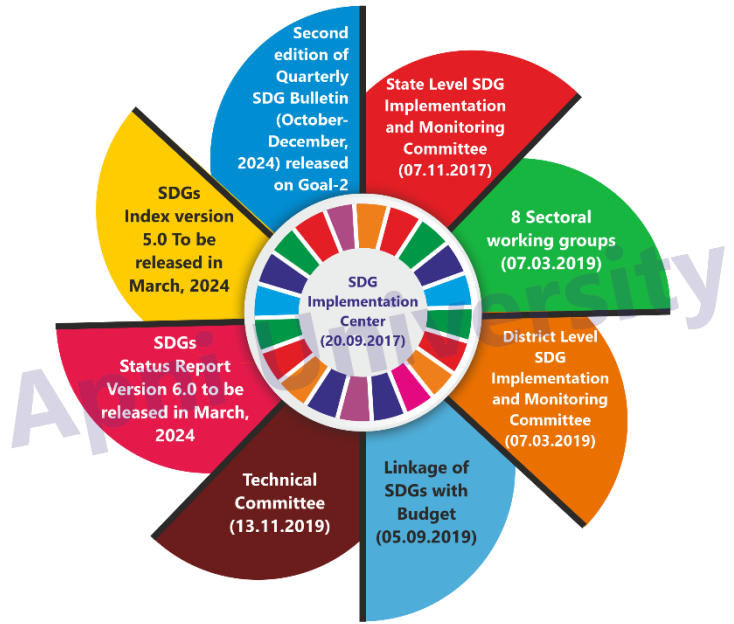 Second
edition of
Quarterly
SDG Bulletin
(October-
December,
2024) released
on Goal-2
State Level SDG
Implementation
and Monitoring
Committee
(07.11.2017)
8 Sectoral
working groups
(07.03.2019)
District Level
SDG
Implementation
and Monitoring
Committee
(07.03.2019)
Linkage of
SDGs with
Budget
(05.09.2019)
Technical
Committee
(13.11.2019)
SDGs
Status Report
Version 6.0 to be
released in March,
2024
SDGs
Index version
5.0 To be
released in
March, 2024
SDG
Implementation
Center
(20.09.2017)